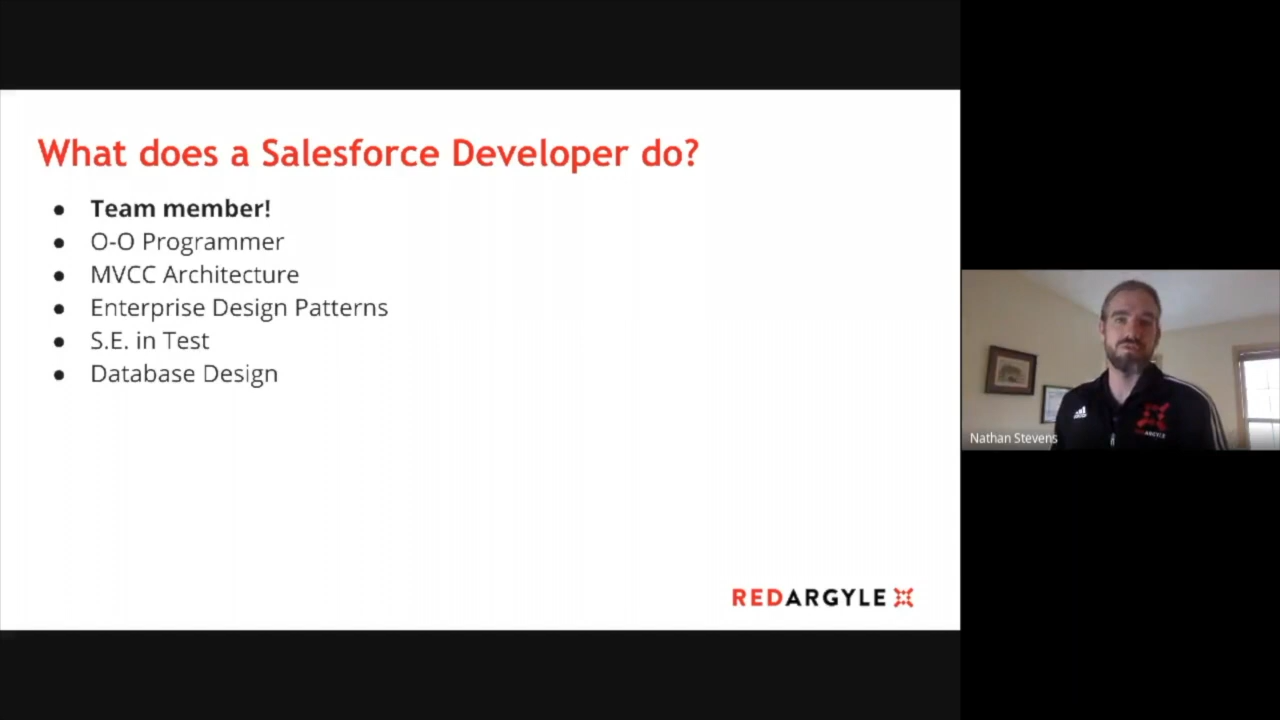 What does a Salesforce Developer do?
● Team member!
● O-O Programmer
● MVCC Architecture
● Enterprise Design Patterns
● S.E. in Test
● Database Design
REDARGYLE
Nathan Stevens